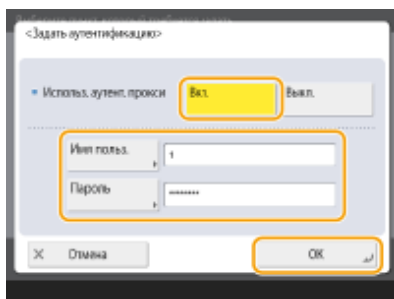 <Задать аутентификацию>
Использ. аутент. прокси
Вкл.
Выкл.
Имя польз.
1
Пароль
********
Отмена
OK